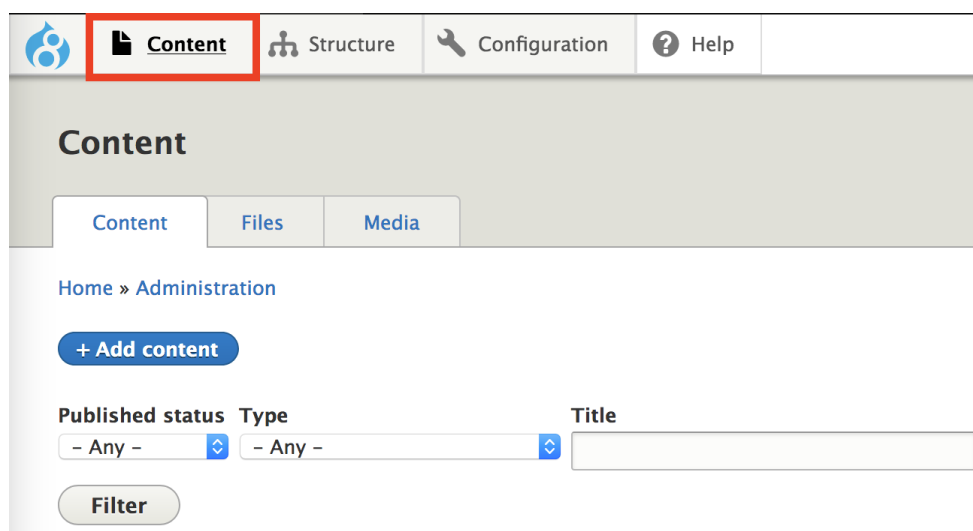 Content Structure Configuration Help
Content
Content Files Media
Home » Administration
+ Add content
Published status Type Title
– Any – – Any –
Filter